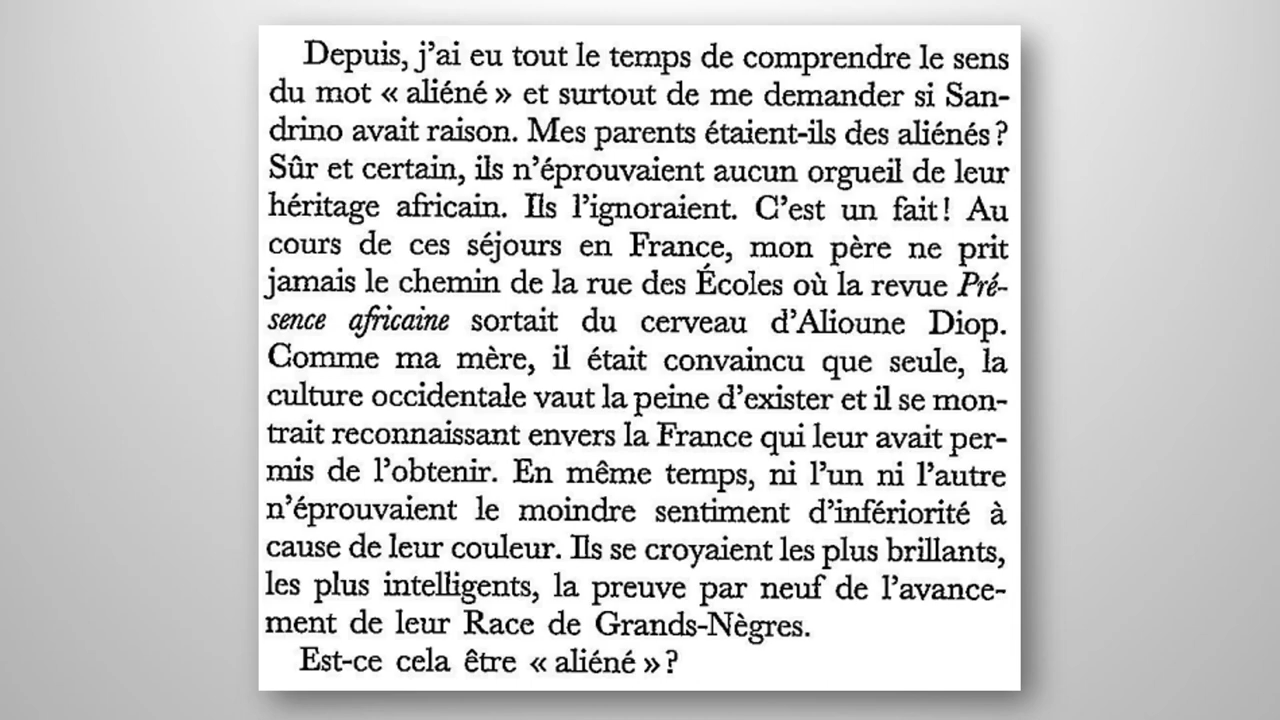 Depuis, j’ai eu tout le temps de comprendre le sens
du mot « aliéné » et surtout de me demander si San-
drino avait raison. Mes parents étaient-ils des aliénés ?
Sûr et certain, ils n’éprouvaient aucun orgueil de leur
héritage africain. Ils l’ignoraient. C’est un fait ! Au
cours de ces séjours en France, mon père ne prit
jamais le chemin de la rue des Écoles où la revue Pré-
sence africaine sortait du cerveau d’Alioune Diop.
Comme ma mère, il était convaincu que seule, la
culture occidentale vaut la peine d’exister et il se mon-
trait reconnaissant envers la France qui leur avait per-
mis de l’obtenir. En même temps, ni l’un ni l’autre
n’éprouvaient le moindre sentiment d’infériorité à
cause de leur couleur. Ils se croyaient les plus brillants,
les plus intelligents, la preuve par neuf de l’avance-
ment de leur Race de Grands-Nègres.
Est-ce cela être « aliéné » ?